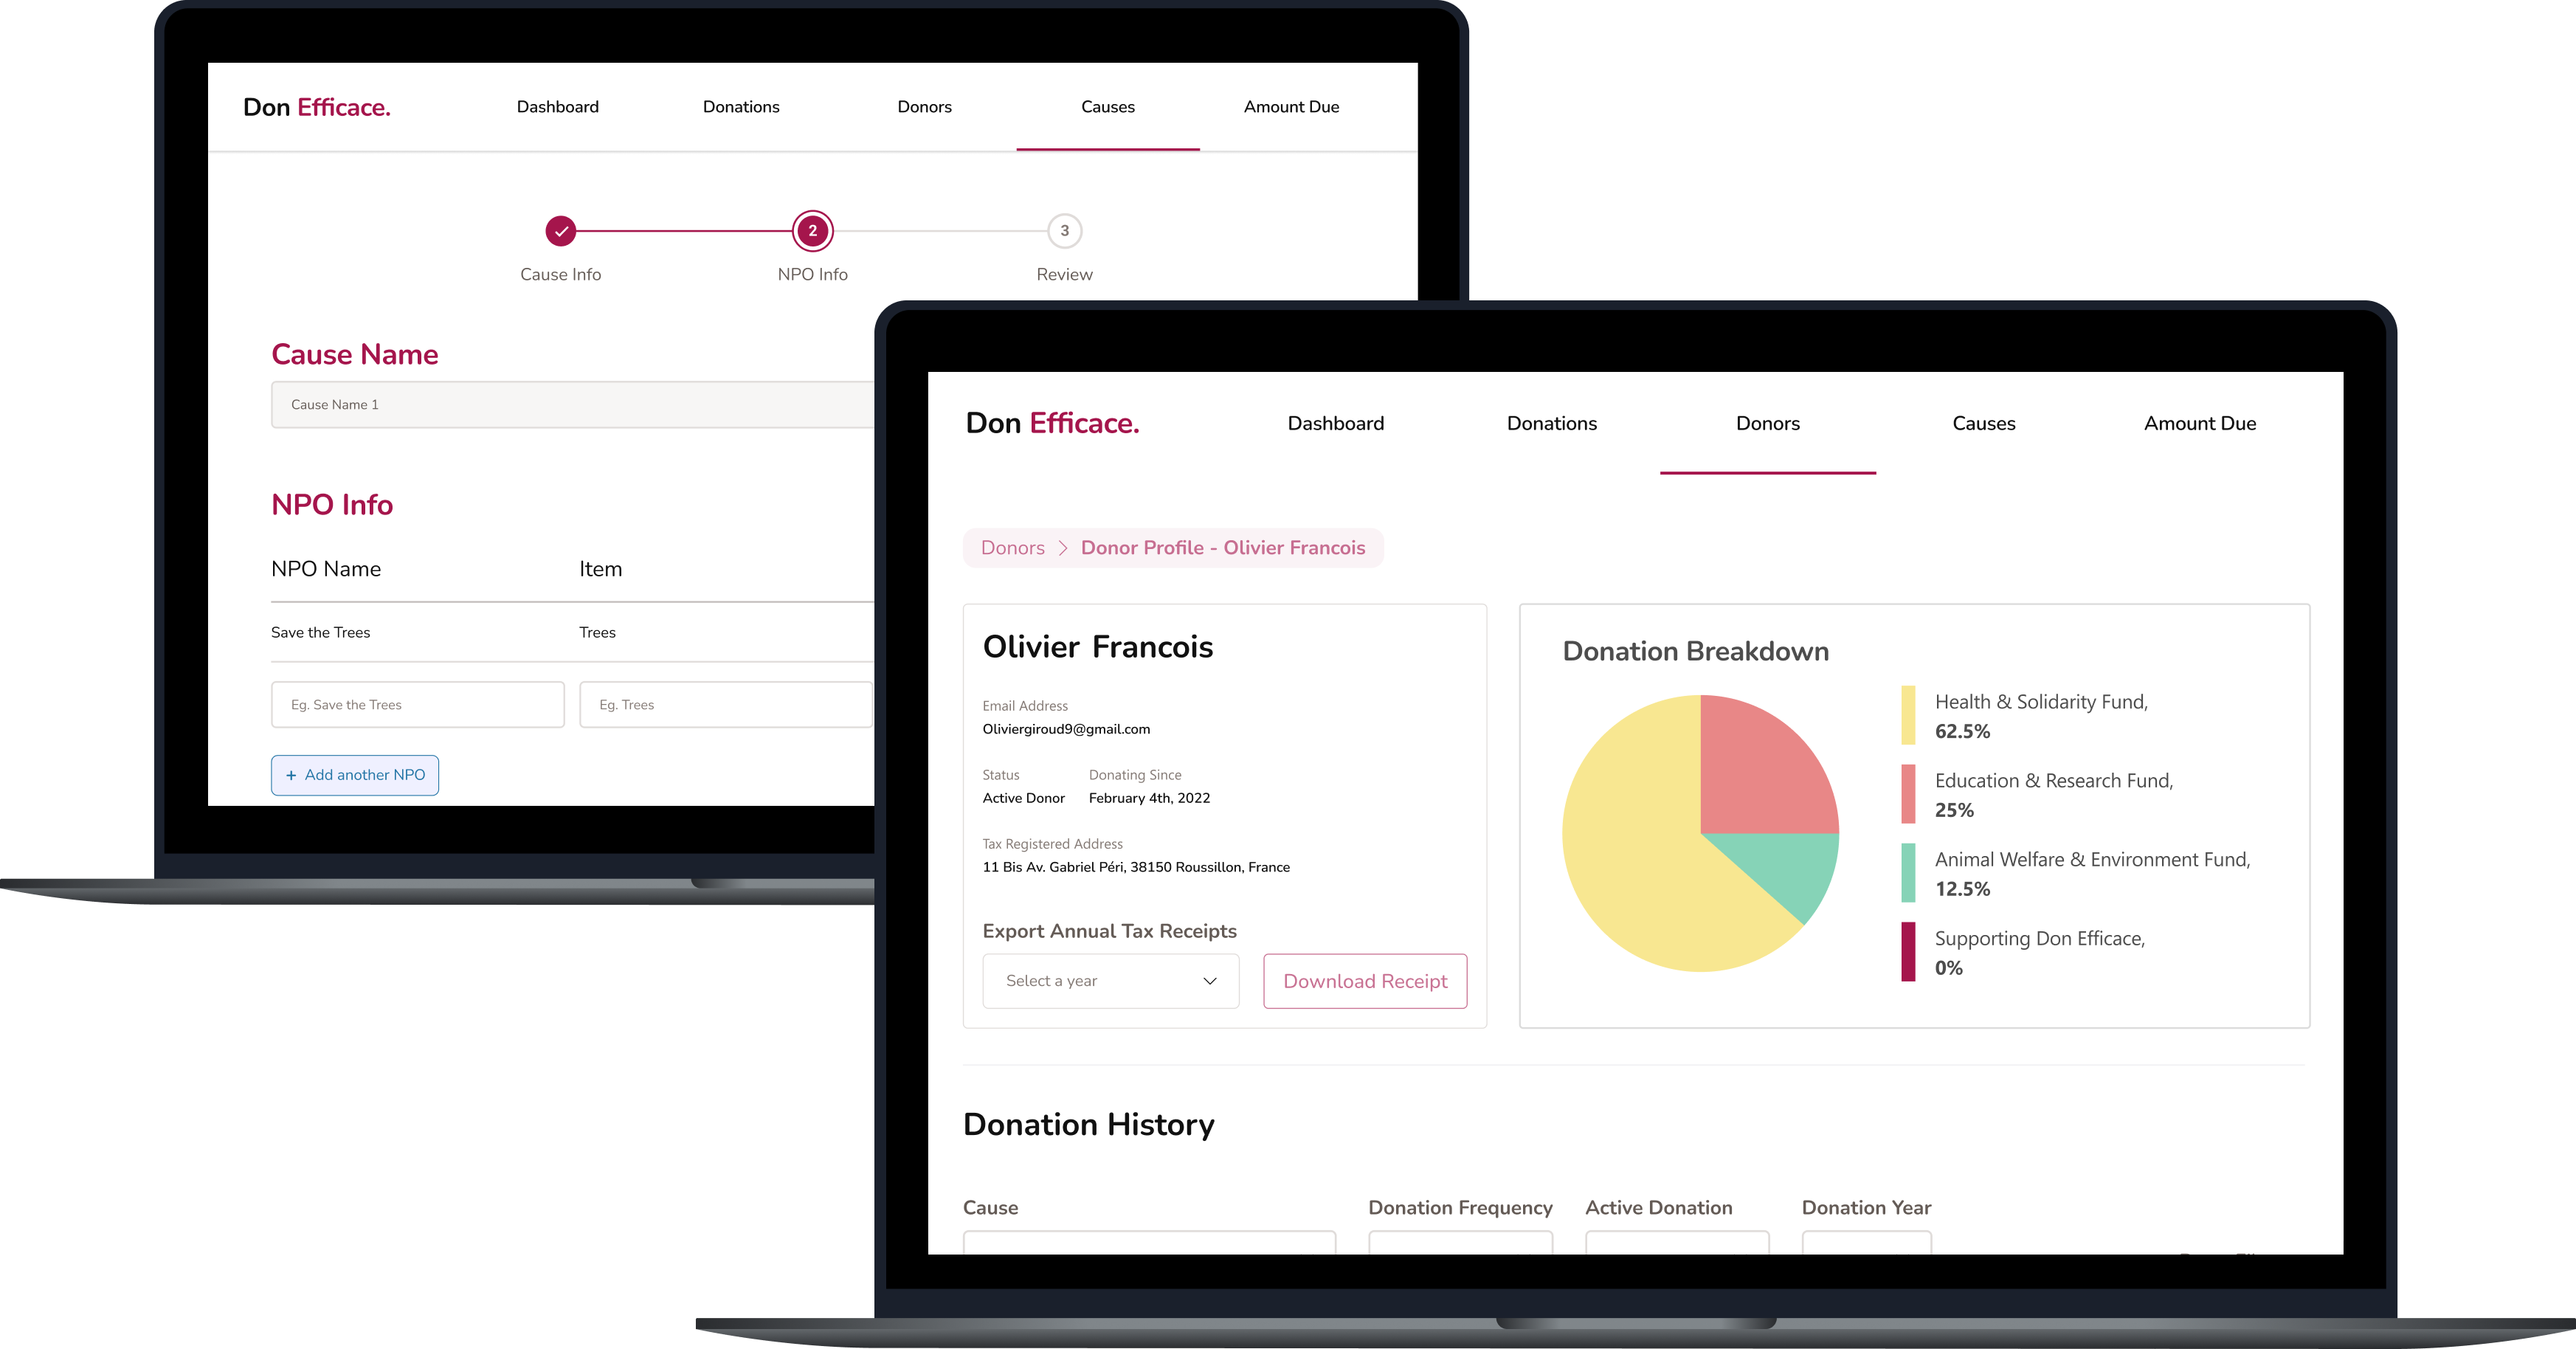 Don Efficace.
Dashboard
Donations
Donors
Causes
Amount Due
2
3
Cause Info
NPO Info
Review
Cause Name
Cause Name 1
NPO Info
NPO Name
Item
Save the Trees
Trees
Eg. Save the Trees
Eg. Trees
+ Add another NPO
Don Efficace.
Dashboard
Donations
Donors
Causes
Amount Due
Donors > Donor Profile - Olivier Francois
Olivier Francois
Email Address
Oliviergiroud9@gmail.com
Status
Donating Since
Active Donor
February 4th, 2022
Tax Registered Address
11 Bis Av. Gabriel Péri, 38150 Roussillon, France
Export Annual Tax Receipts
Select a year
Download Receipt
Donation Breakdown
Health & Solidarity Fund,
62.5%
Education & Research Fund,
25%
Animal Welfare & Environment Fund,
12.5%
Supporting Don Efficace,
0%
Donation History
Cause
Donation Frequency
Active Donation
Donation Year